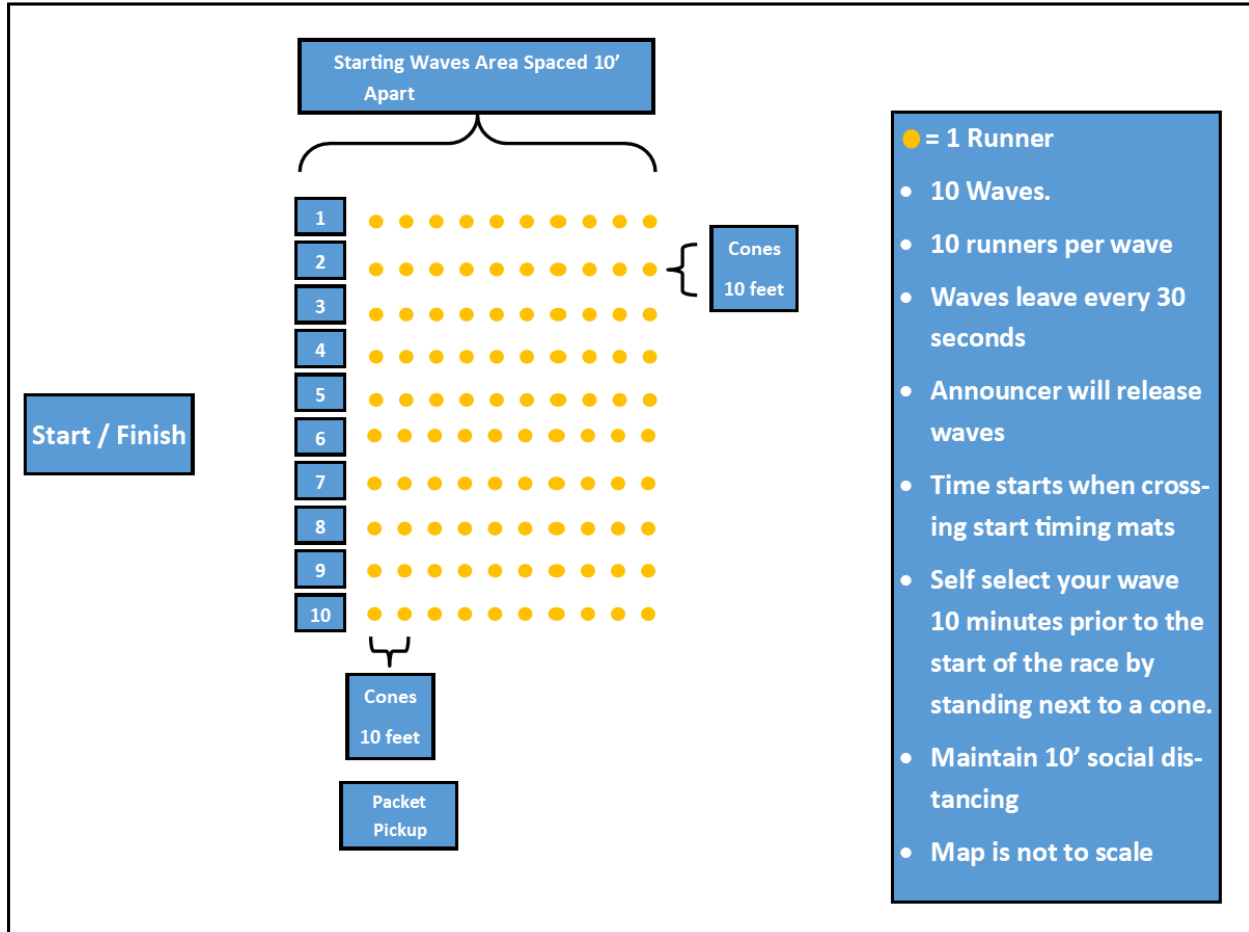 Starting Waves Area Spaced 10’
Apart
1
2
3
4
5
6
7
8
9
10
Cones
10 feet
Start / Finish
Cones
10 feet
Packet
Pickup
= 1 Runner
• 10 Waves.
• 10 runners per wave
• Waves leave every 30
seconds
• Announcer will release
waves
• Time starts when cross-
ing start timing mats
• Self select your wave
10 minutes prior to the
start of the race by
standing next to a cone.
• Maintain 10’ social dis-
tancing
• Map is not to scale